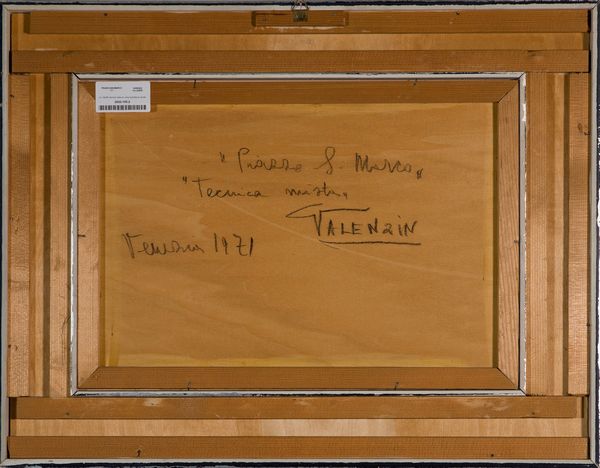 "Piazza S. Marco"
"Tecnica mista"
VALENZIN
Venezia 1971